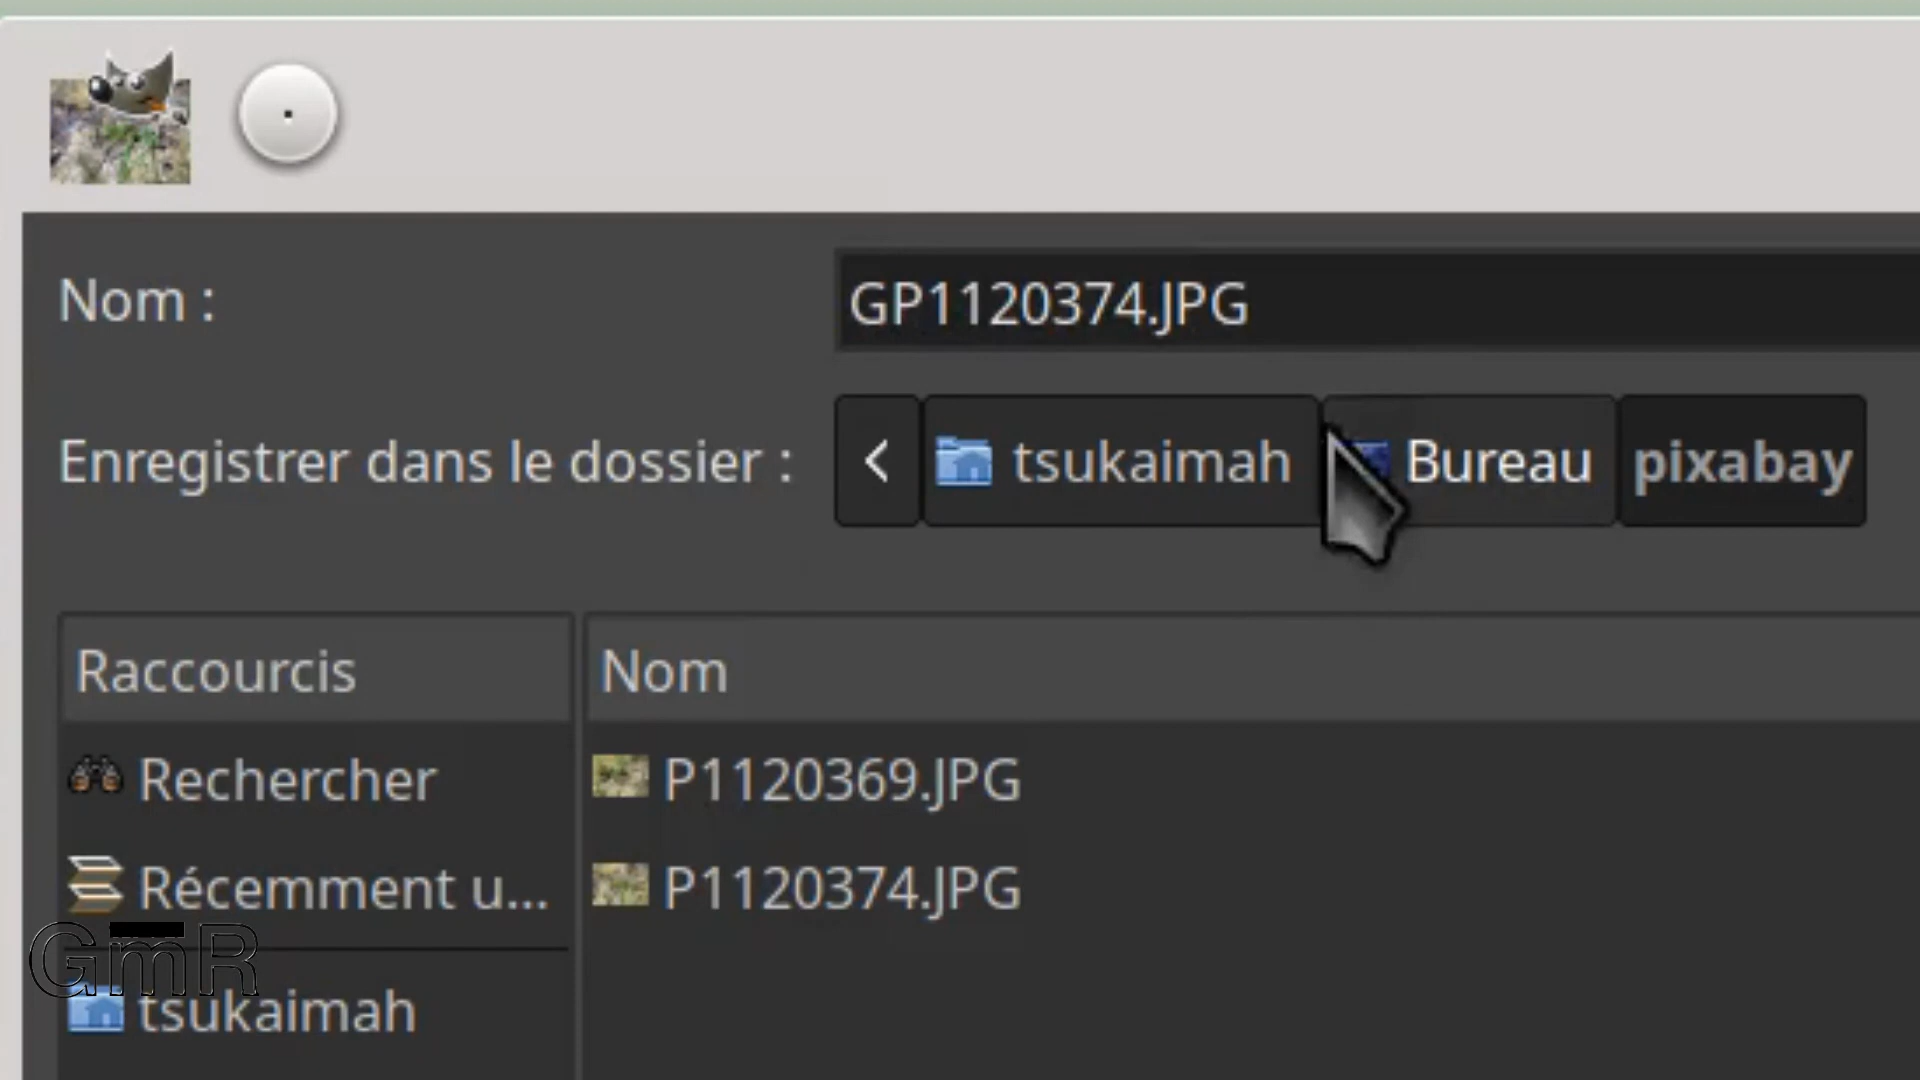 Nom :
GP1120374.JPG
Enregistrer dans le dossier :
< tsukaimah Bureau pixabay
Raccourcis
Nom
Rechercher
P1120369.JPG
Récemment u...
P1120374.JPG
GmR
tsukaimah